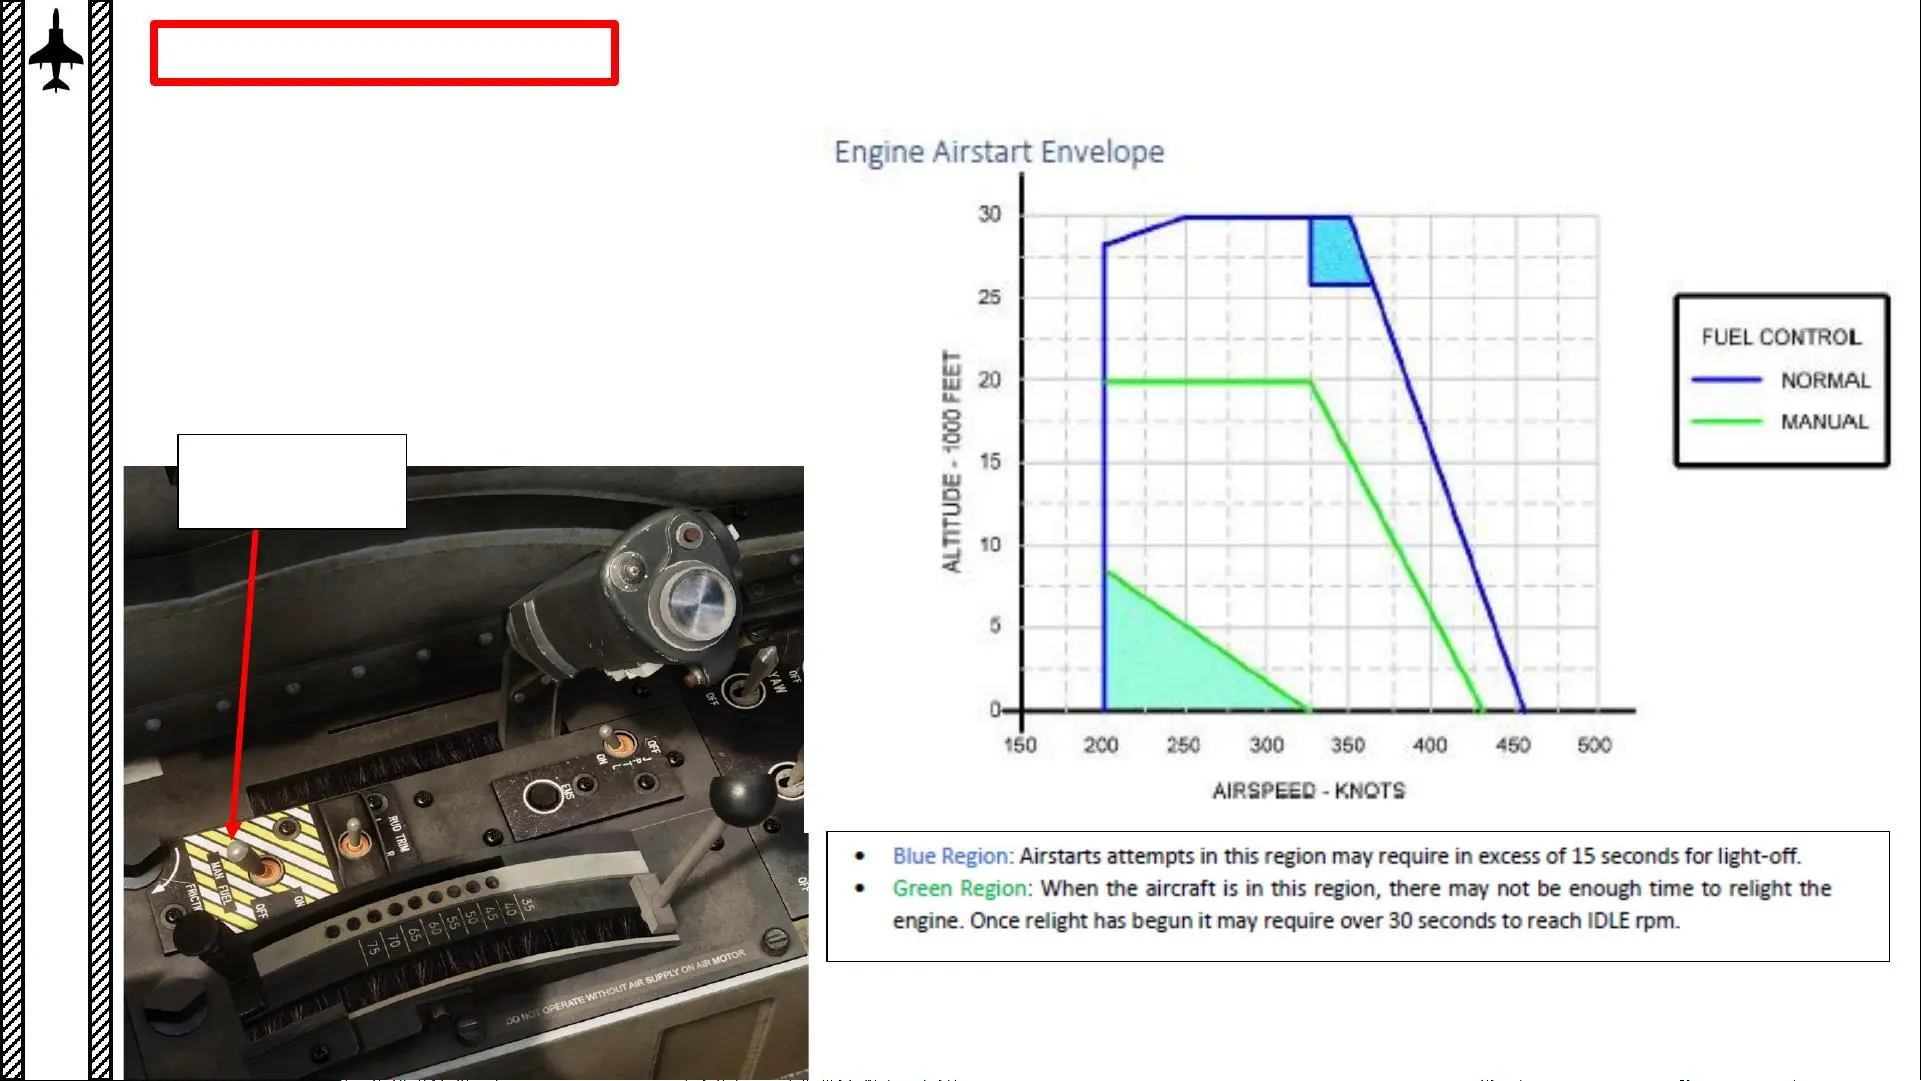 Engine Airstart Envelope
30
25
20
15
10
5
0
ALTITUDE - 1000 FEET
150 200 250 300 350 400 450 500
AIRSPEED - KNOTS
FUEL CONTROL
NORMAL
MANUAL
• Blue Region: Airstarts attempts in this region may require in excess of 15 seconds for light-off.
• Green Region: When the aircraft is in this region, there may not be enough time to relight the
engine. Once relight has begun it may require over 30 seconds to reach IDLE rpm.
YAW
OFF
OFF
OFF
ON
EMS
RUD TRIM
L
R
MAN FUEL
OFF
ON
FRICTN
75 70 65 60 55 50 45 40 35
DO NOT OPERATE WITHOUT AIR SUPPLY ON AIR MOTOR
OFF